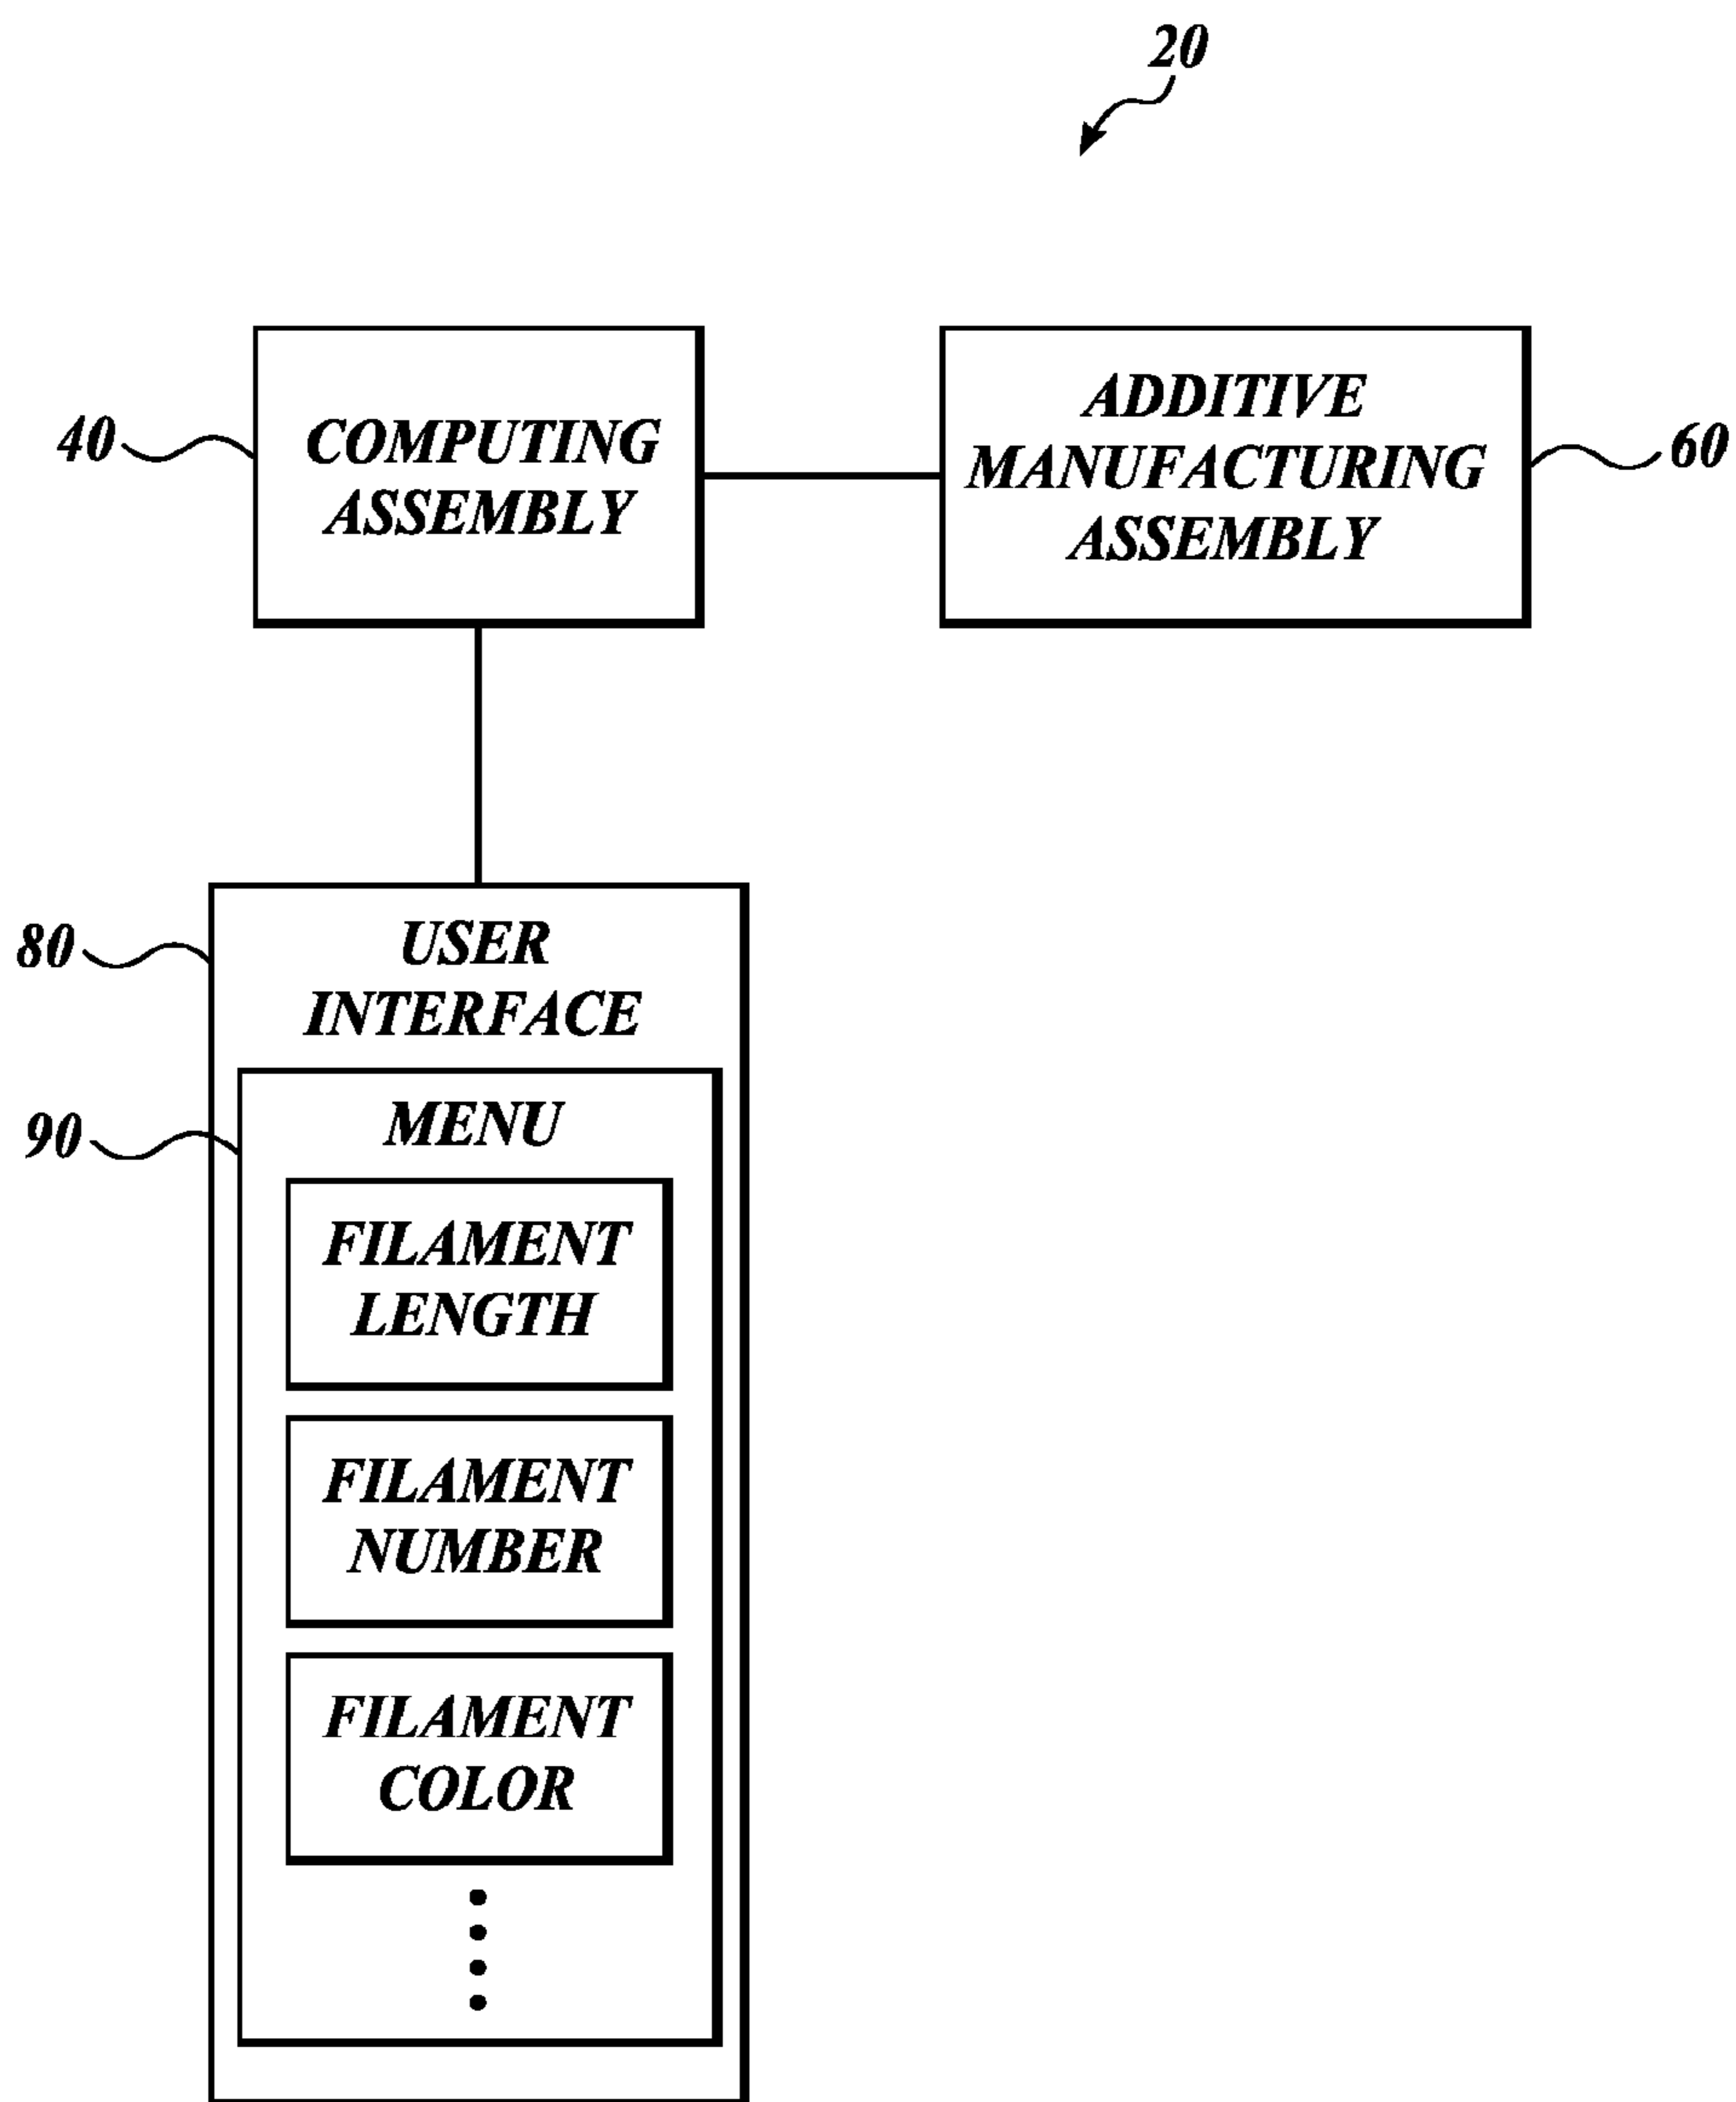 20
40
COMPUTING
ASSEMBLY
ADDITIVE
MANUFACTURING
ASSEMBLY
60
80
USER
INTERFACE
90
MENU
FILAMENT
LENGTH
FILAMENT
NUMBER
FILAMENT
COLOR